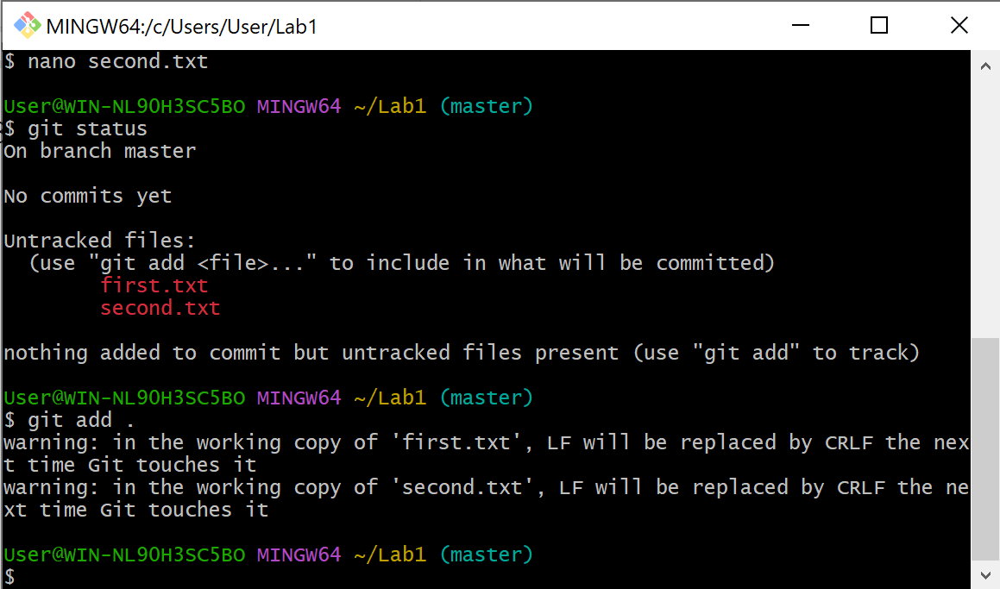 MINGW64:/c/Users/User/Lab1
$ nano second.txt
User@WIN-NL90H3SC5BO MINGW64 ~/Lab1 (master)
$ git status
On branch master
No commits yet
Untracked files:
  (use "git add <file>..." to include in what will be committed)
        first.txt
        second.txt
nothing added to commit but untracked files present (use "git add" to track)
User@WIN-NL90H3SC5BO MINGW64 ~/Lab1 (master)
$ git add .
warning: in the working copy of 'first.txt', LF will be replaced by CRLF the nex
t time Git touches it
warning: in the working copy of 'second.txt', LF will be replaced by CRLF the ne
xt time Git touches it
User@WIN-NL90H3SC5BO MINGW64 ~/Lab1 (master)
$